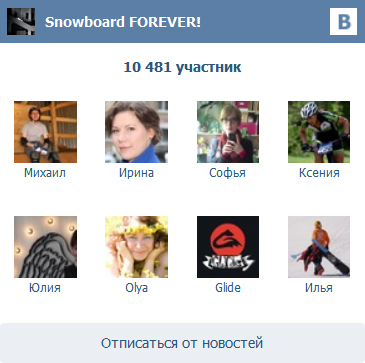 Snowboard FOREVER!
B
10 481 участник
Михаил Ирина Софья Ксения
Юлия Olya Glide Илья
Отписаться от новостей